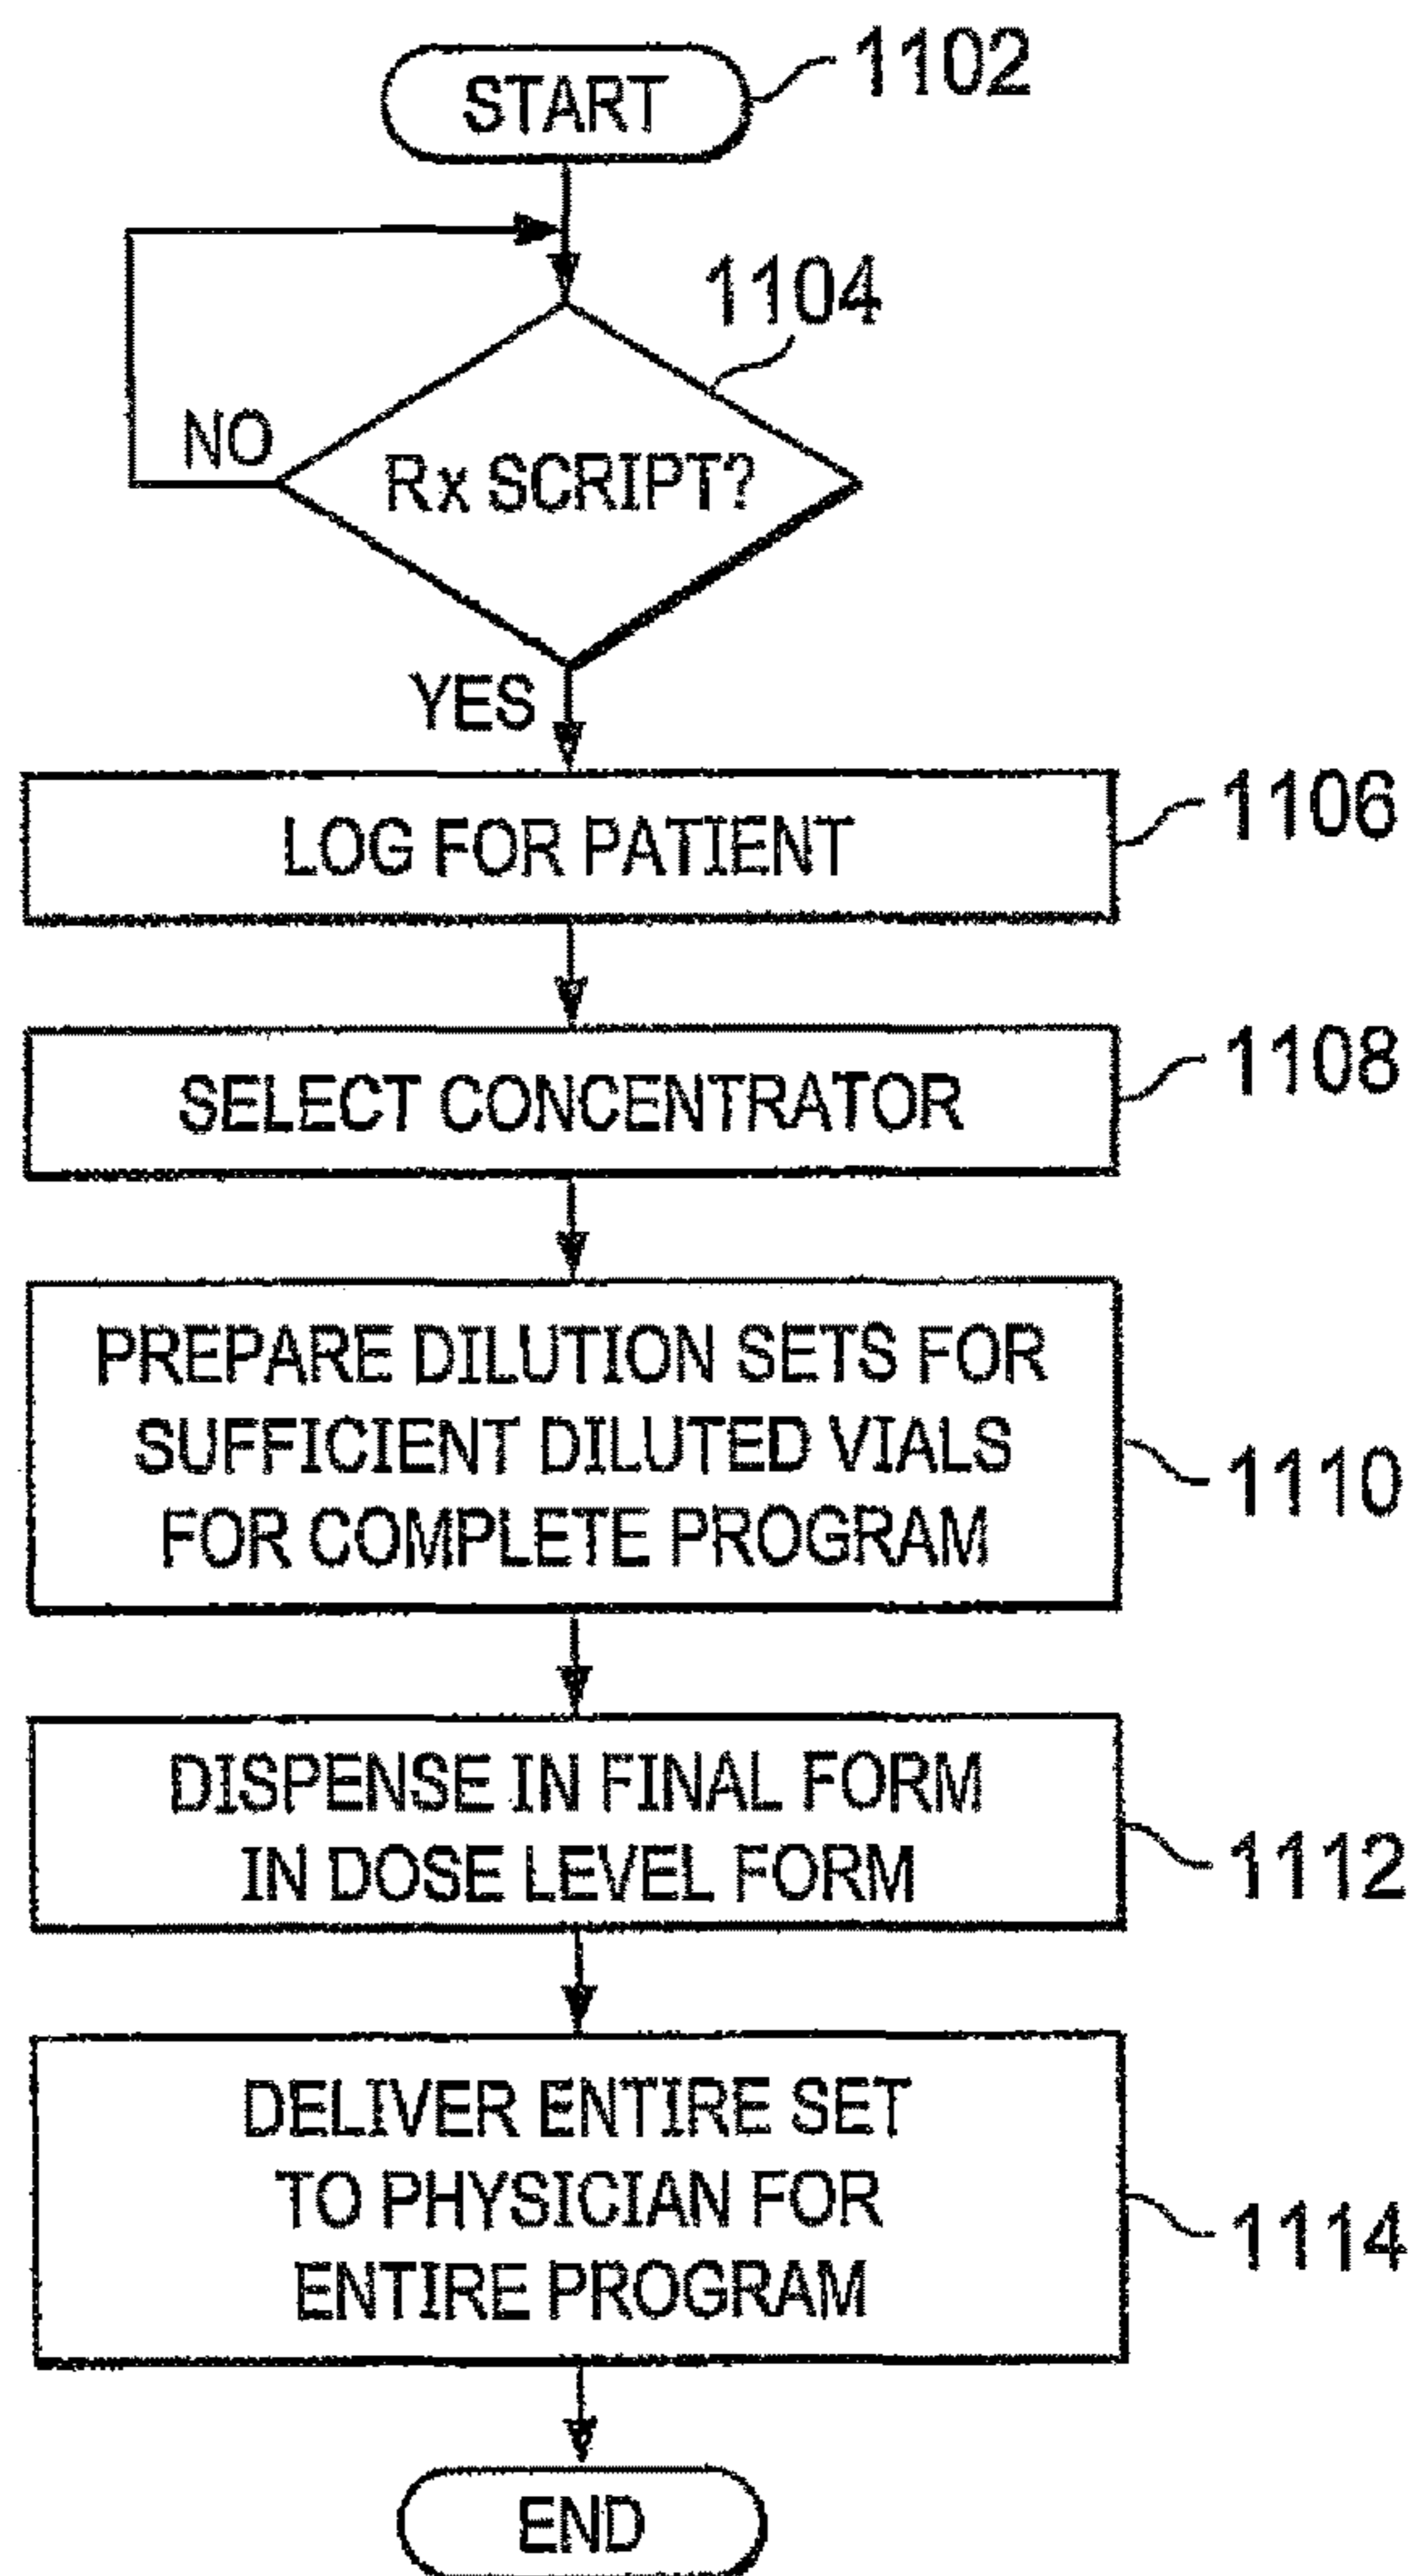 START
1102
1104
NO
Rx SCRIPT?
YES
LOG FOR PATIENT
1106
SELECT CONCENTRATOR
1108
PREPARE DILUTION SETS FOR
SUFFICIENT DILUTED VIALS
FOR COMPLETE PROGRAM
1110
DISPENSE IN FINAL FORM
IN DOSE LEVEL FORM
1112
DELIVER ENTIRE SET
TO PHYSICIAN FOR
ENTIRE PROGRAM
1114
END